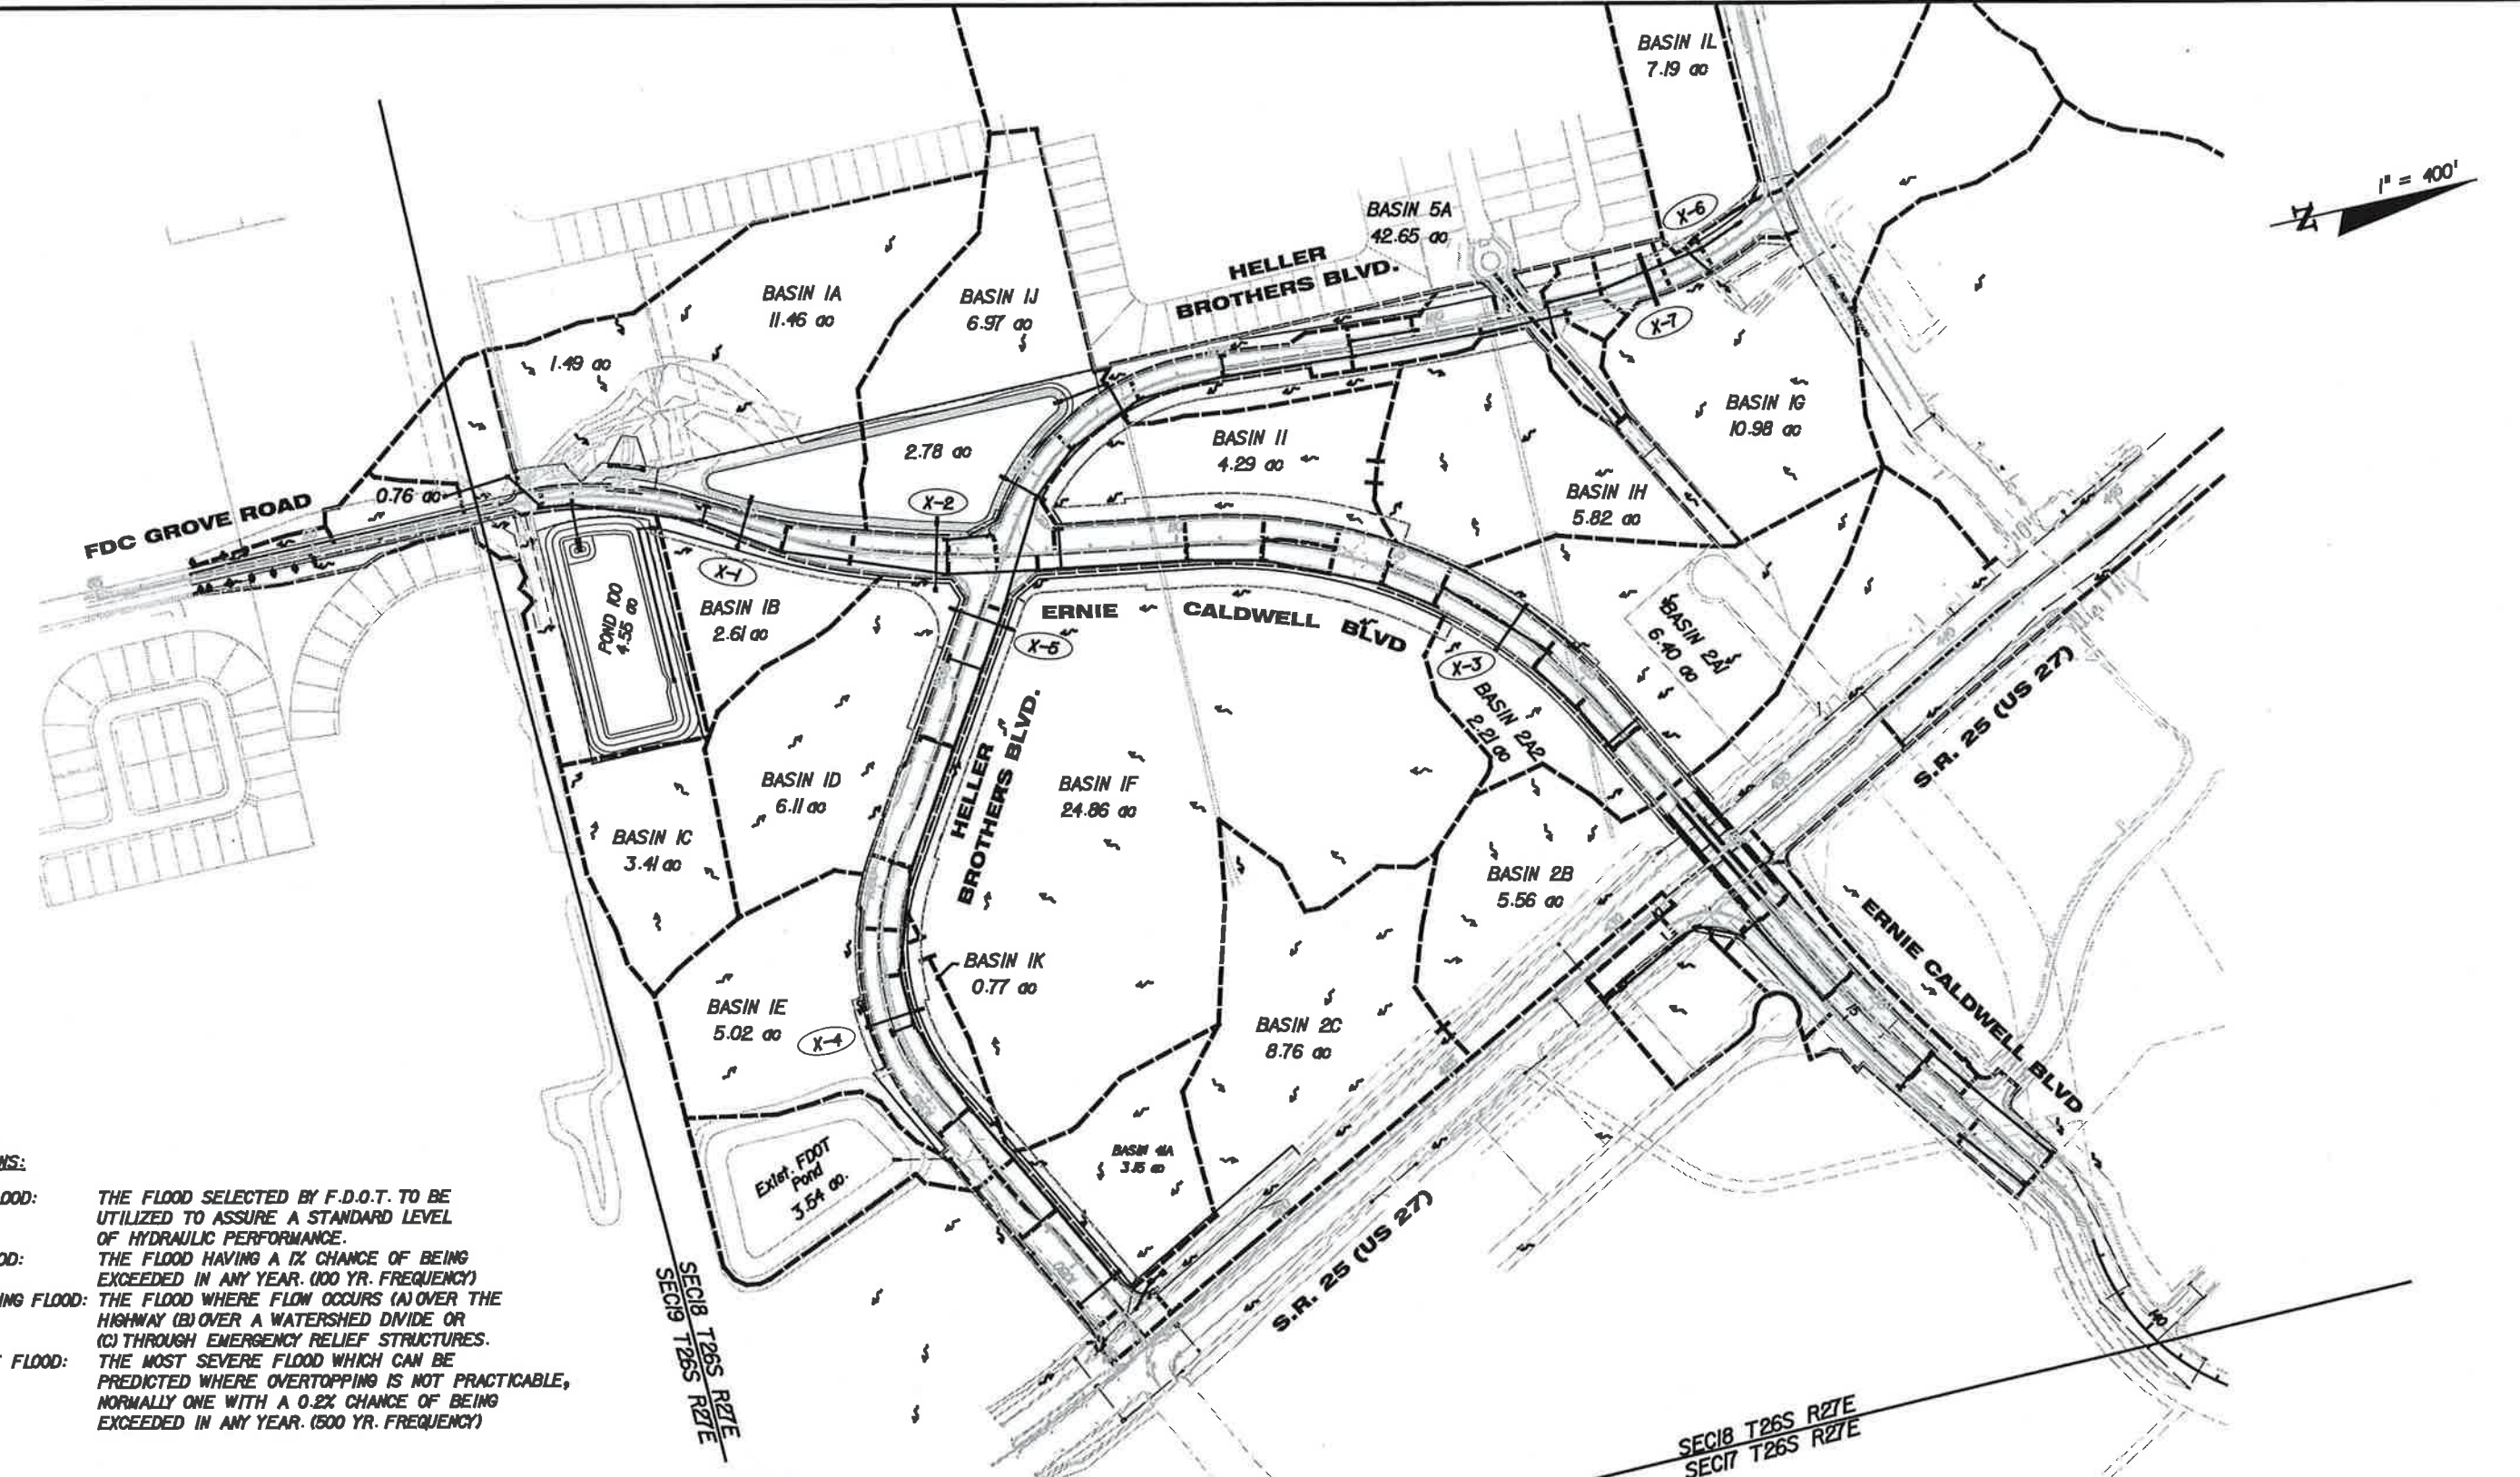 BASIN 1L
7.19 ac
1" = 400'
N
BASIN 5A
42.65 ac
X-6
HELLER
BROTHERS BLVD.
X-7
BASIN 1A
11.46 ac
BASIN 1J
6.97 ac
1.49 ac
BASIN 1G
10.98 ac
BASIN 1I
4.29 ac
2.78 ac
BASIN 1H
5.82 ac
0.76 ac
X-2
FDC GROVE ROAD
X-1
POND 100
4.55 ac
BASIN 1B
2.61 ac
ERNIE CALDWELL BLVD
X-5
X-3
BASIN 2A1
6.40 ac
BASIN 2A2
2.21 ac
S.R. 25 (US 27)
HELLER
BROTHERS BLVD.
BASIN 1D
6.11 ac
BASIN 1F
24.86 ac
BASIN 1C
3.41 ac
BASIN 2B
5.56 ac
ERNIE CALDWELL BLVD
BASIN 1K
0.77 ac
BASIN 1E
5.02 ac
X-4
BASIN 2C
8.76 ac
15
BASIN 41A
3.15 ac
Exist. FDOT
Pond
3.54 ac.
S.R. 25 (US 27)
140
NS:
OOD: THE FLOOD SELECTED BY F.D.O.T. TO BE
UTILIZED TO ASSURE A STANDARD LEVEL
OF HYDRAULIC PERFORMANCE.
OD: THE FLOOD HAVING A 1% CHANCE OF BEING
EXCEEDED IN ANY YEAR. (100 YR. FREQUENCY)
ING FLOOD: THE FLOOD WHERE FLOW OCCURS (A) OVER THE
HIGHWAY (B) OVER A WATERSHED DIVIDE OR
(C) THROUGH EMERGENCY RELIEF STRUCTURES.
T FLOOD: THE MOST SEVERE FLOOD WHICH CAN BE
PREDICTED WHERE OVERTOPPING IS NOT PRACTICABLE,
NORMALLY ONE WITH A 0.2% CHANCE OF BEING
EXCEEDED IN ANY YEAR. (500 YR. FREQUENCY)
SEC18 T26S R27E
SEC19 T26S R27E
SEC18 T26S R27E
SEC17 T26S R27E